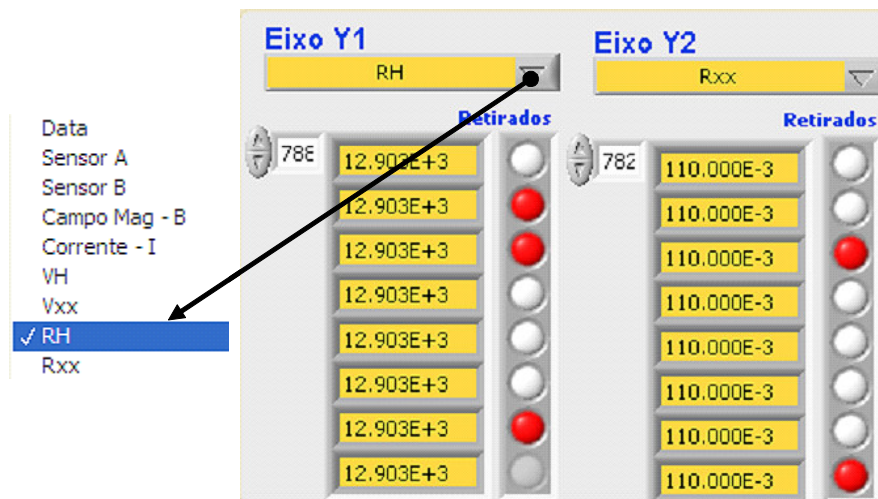 Data
Sensor A
Sensor B
Campo Mag - B
Corrente - I
VH
Vxx
RH
Rxx
Eixo Y1
RH
Retirados
788
12.903E+3
12.903E+3
12.903E+3
12.903E+3
12.903E+3
12.903E+3
12.903E+3
12.903E+3
Eixo Y2
Rxx
Retirados
782
110.000E-3
110.000E-3
110.000E-3
110.000E-3
110.000E-3
110.000E-3
110.000E-3
110.000E-3